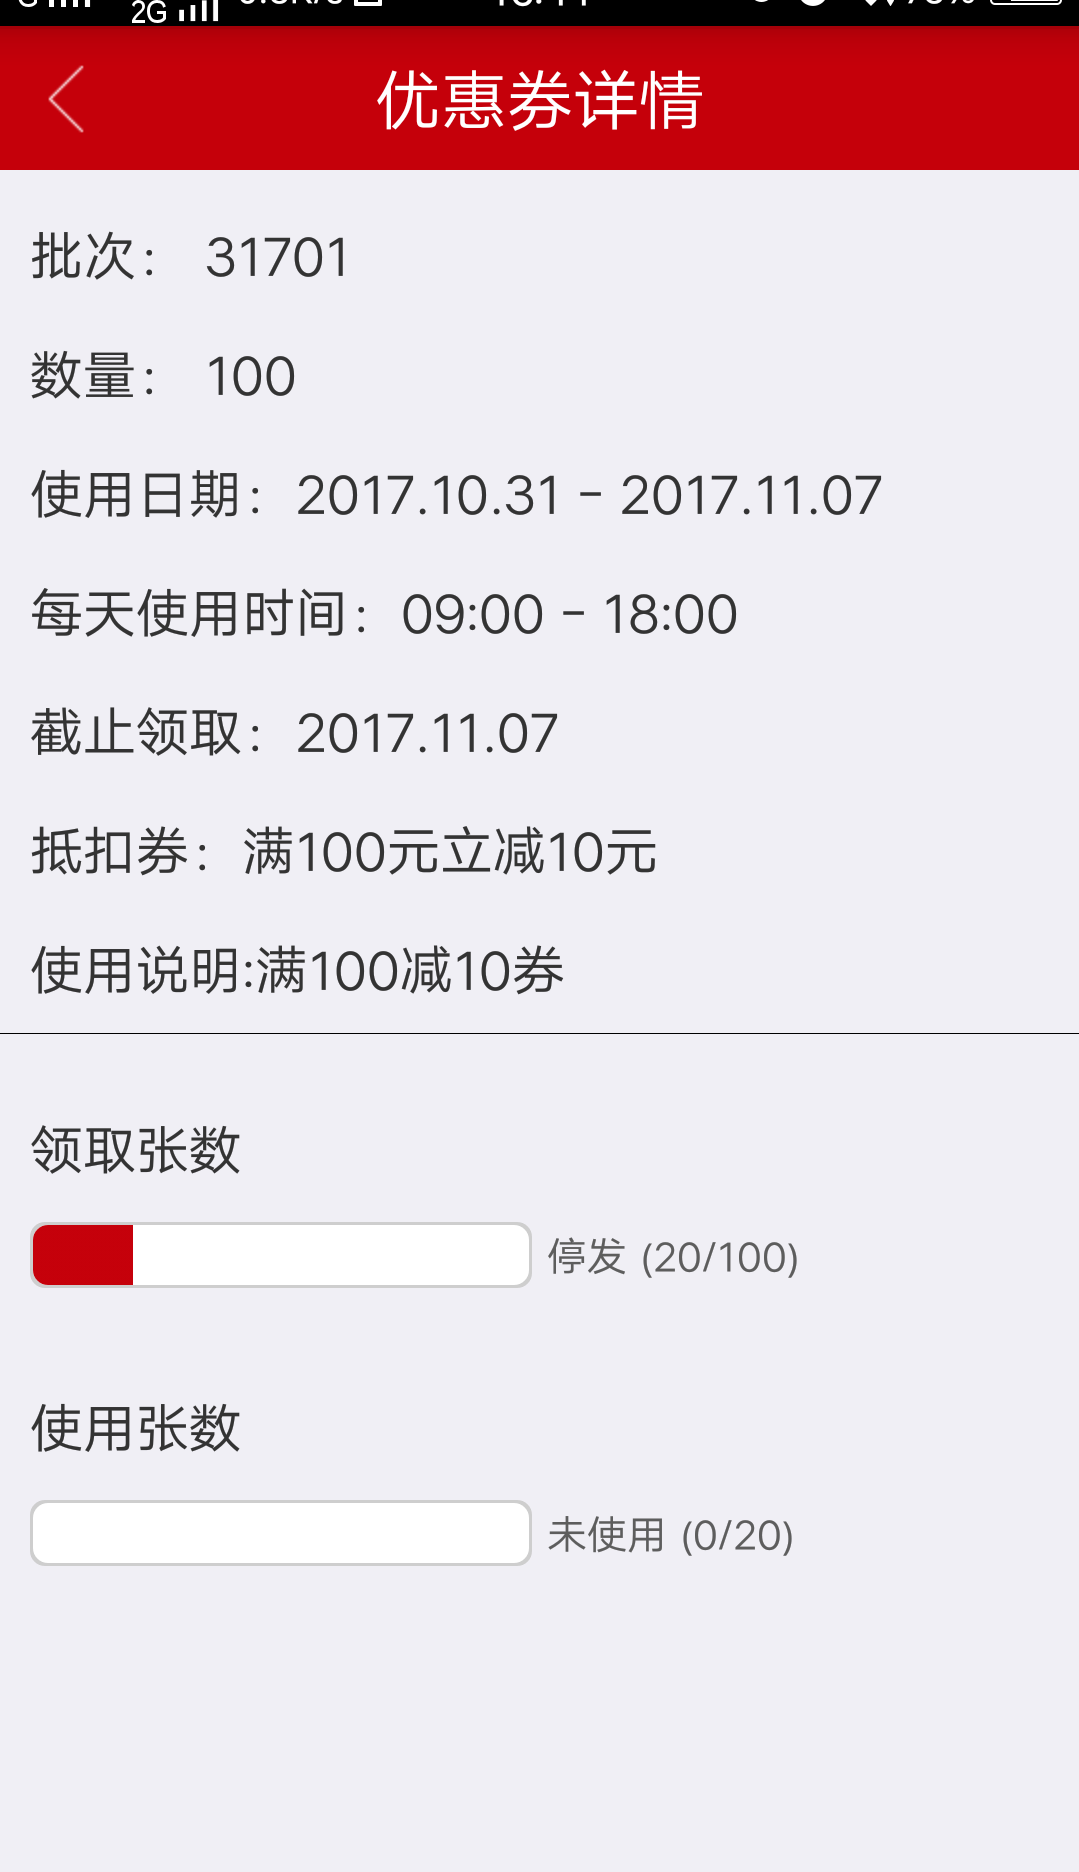 2G
优惠券详情
批次： 31701
数量： 100
使用日期：2017.10.31 - 2017.11.07
每天使用时间：09:00 - 18:00
截止领取：2017.11.07
抵扣券：满100元立减10元
使用说明:满100减10券
领取张数
停发 (20/100)
使用张数
未使用 (0/20)